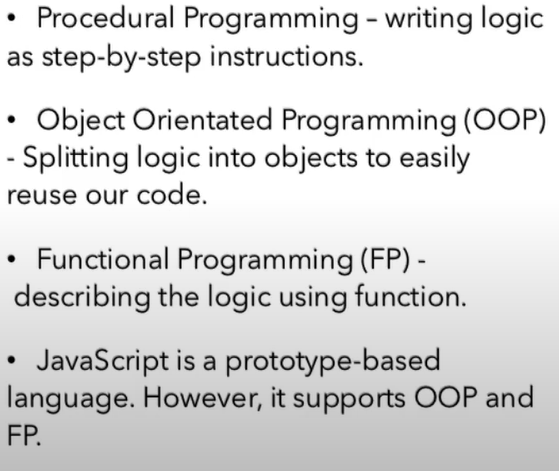 • Procedural Programming – writing logic
as step-by-step instructions.
• Object Orientated Programming (OOP)
- Splitting logic into objects to easily
reuse our code.
• Functional Programming (FP) -
describing the logic using function.
• JavaScript is a prototype-based
language. However, it supports OOP and
FP.